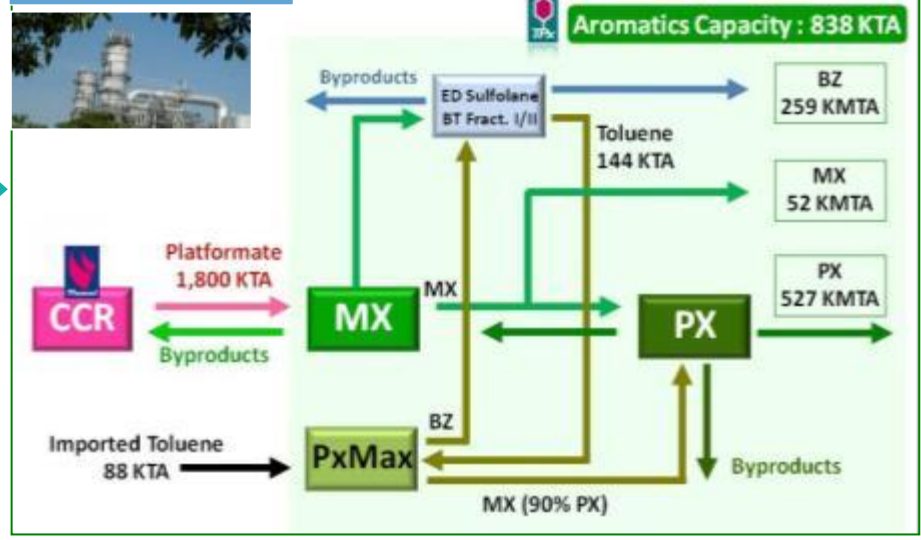 TPx
Aromatics Capacity : 838 KTA
Byproducts
ED Sulfolane
BT Fract. I/II
BZ
259 KMTA
Toluene
144 KTA
MX
52 KMTA
Platformate
1,800 KTA
PX
527 KMTA
CCR
MX
MX
PX
Byproducts
BZ
Imported Toluene
88 KTA
PxMax
Byproducts
MX (90% PX)